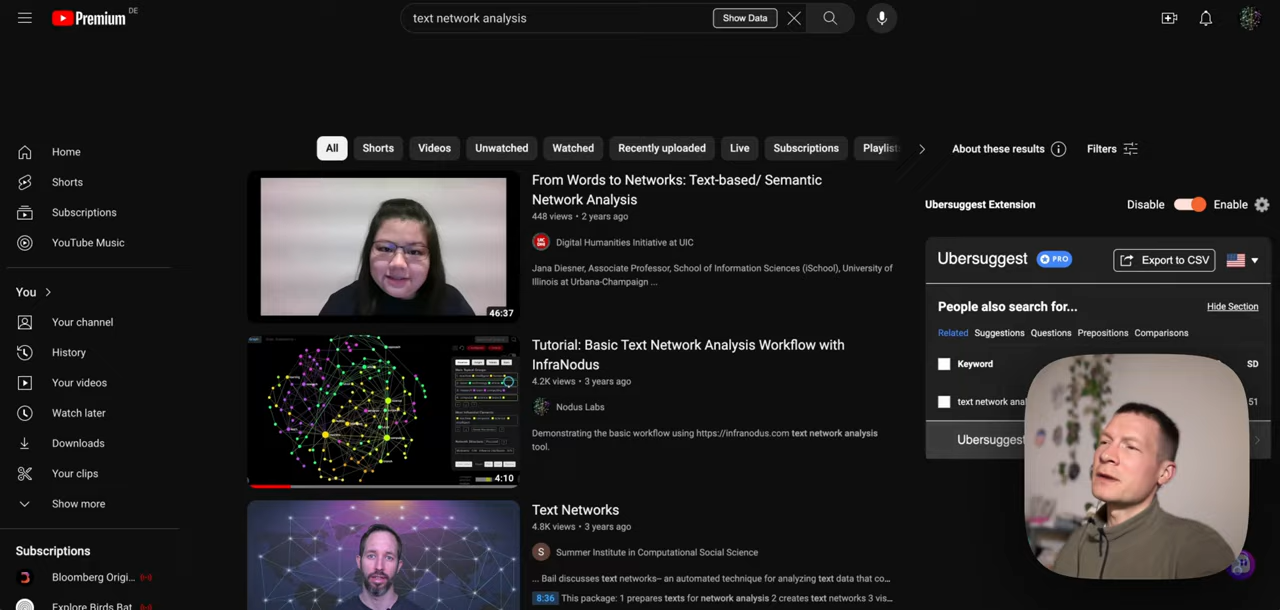 Premium DE
text network analysis
Show Data
All
Shorts
Videos
Unwatched
Watched
Recently uploaded
Live
Subscriptions
Playlists
About these results
Filters
Home
Shorts
Subscriptions
YouTube Music
You
Your channel
History
Your videos
Watch later
Downloads
Your clips
Show more
Subscriptions
Bloomberg Origi...
Explore Birds Bat
46:37
From Words to Networks: Text-based/ Semantic
Network Analysis
448 views • 2 years ago
Digital Humanities Initiative at UIC
Jana Diesner, Associate Professor, School of Information Sciences (iSchool), University of
Illinois at Urbana-Champaign ...
4:10
Tutorial: Basic Text Network Analysis Workflow with
InfraNodus
4.2K views • 3 years ago
Nodus Labs
Demonstrating the basic workflow using https://infranodus.com text network analysis
tool.
Text Networks
4.8K views • 3 years ago
S
Summer Institute in Computational Social Science
... Bail discusses text networks– an automated technique for analyzing text data that co...
8:36 This package: 1 prepares texts for network analysis 2 creates text networks 3 vis...
Ubersuggest Extension
Disable
Enable
Ubersuggest PRO
Export to CSV
People also search for...
Hide Section
Related Suggestions Questions Prepositions Comparisons
Keyword
SD
text network anal
51
Ubersuggest